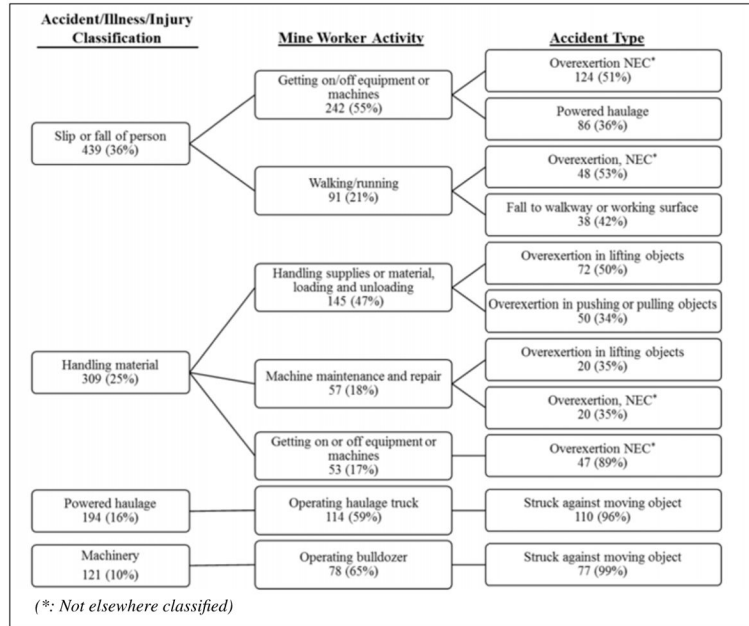 Accident/Illness/Injury
Classification
Mine Worker Activity
Accident Type
Slip or fall of person
439 (36%)
Getting on/off equipment or
machines
242 (55%)
Overexertion NEC*
124 (51%)
Powered haulage
86 (36%)
Walking/running
91 (21%)
Overexertion, NEC*
48 (53%)
Fall to walkway or working surface
38 (42%)
Handling material
309 (25%)
Handling supplies or material,
loading and unloading
145 (47%)
Overexertion in lifting objects
72 (50%)
Overexertion in pushing or pulling objects
50 (34%)
Machine maintenance and repair
57 (18%)
Overexertion in lifting objects
20 (35%)
Overexertion, NEC*
20 (35%)
Getting on or off equipment or
machines
53 (17%)
Overexertion NEC*
47 (89%)
Powered haulage
194 (16%)
Operating haulage truck
114 (59%)
Struck against moving object
110 (96%)
Machinery
121 (10%)
Operating bulldozer
78 (65%)
Struck against moving object
77 (99%)
(*: Not elsewhere classified)